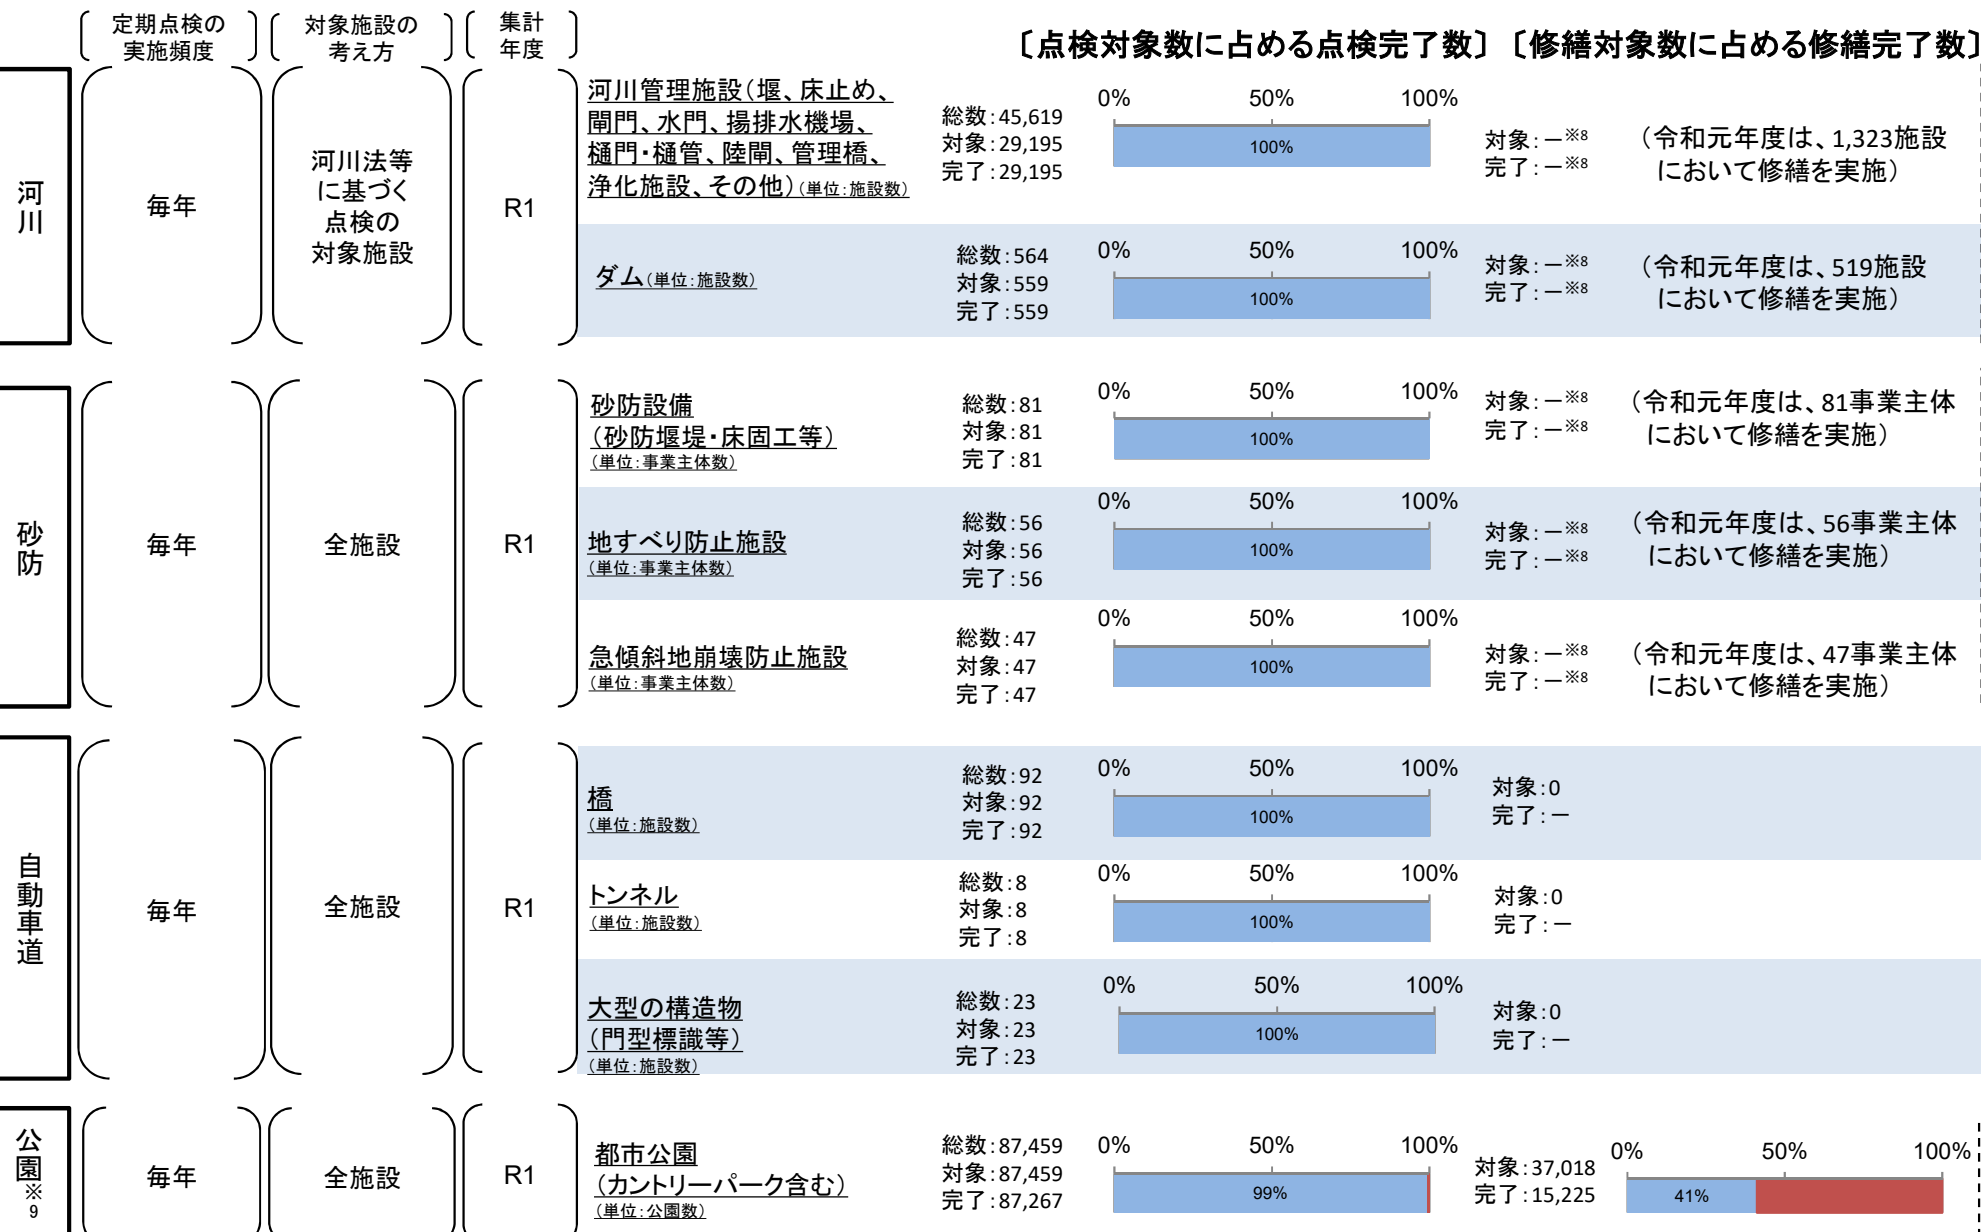 定期点検の
実施頻度
対象施設の
考え方
集計
年度
〔点検対象数に占める点検完了数〕
〔修繕対象数に占める修繕完了数〕
河川
毎年
河川法等
に基づく
点検の
対象施設
R1
河川管理施設(堰、床止め、
閘門、水門、揚排水機場、
樋門・樋管、陸閘、管理橋、
浄化施設、その他)(単位:施設数)
総数:45,619
対象:29,195
完了:29,195
0% 50% 100%
100%
対象:-※8
完了:-※8
(令和元年度は、1,323施設
において修繕を実施)
ダム(単位:施設数)
総数:564
対象:559
完了:559
0% 50% 100%
100%
対象:-※8
完了:-※8
(令和元年度は、519施設
において修繕を実施)
砂防
毎年
全施設
R1
砂防設備
(砂防堰堤・床固工等)
(単位:事業主体数)
総数:81
対象:81
完了:81
0% 50% 100%
100%
対象:-※8
完了:-※8
(令和元年度は、81事業主体
において修繕を実施)
地すべり防止施設
(単位:事業主体数)
総数:56
対象:56
完了:56
0% 50% 100%
100%
対象:-※8
完了:-※8
(令和元年度は、56事業主体
において修繕を実施)
急傾斜地崩壊防止施設
(単位:事業主体数)
総数:47
対象:47
完了:47
0% 50% 100%
100%
対象:-※8
完了:-※8
(令和元年度は、47事業主体
において修繕を実施)
自動車道
毎年
全施設
R1
橋
(単位:施設数)
総数:92
対象:92
完了:92
0% 50% 100%
100%
対象:0
完了:-
トンネル
(単位:施設数)
総数:8
対象:8
完了:8
0% 50% 100%
100%
対象:0
完了:-
大型の構造物
(門型標識等)
(単位:施設数)
総数:23
対象:23
完了:23
0% 50% 100%
100%
対象:0
完了:-
公園※9
毎年
全施設
R1
都市公園
(カントリーパーク含む)
(単位:公園数)
総数:87,459
対象:87,459
完了:87,267
0% 50% 100%
99%
対象:37,018
完了:15,225
0% 50% 100%
41%